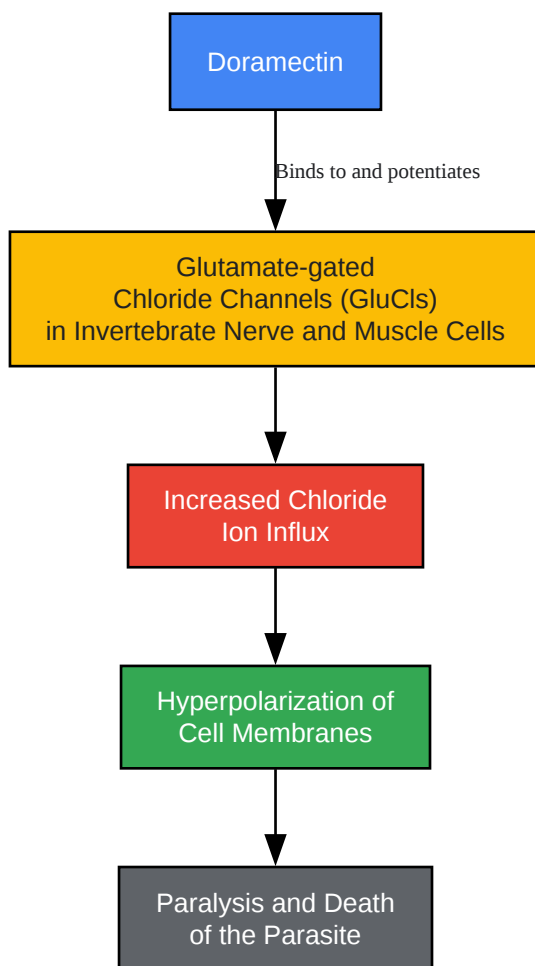 Doramectin
Binds to and potentiates
Glutamate-gated
Chloride Channels (GluCls)
in Invertebrate Nerve and Muscle Cells
Increased Chloride
Ion Influx
Hyperpolarization of
Cell Membranes
Paralysis and Death
of the Parasite